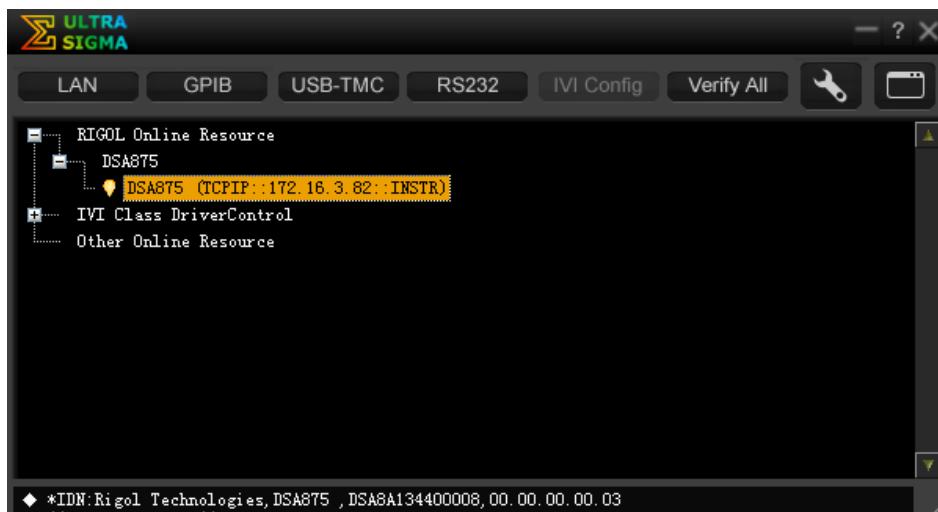 ULTRA
SIGMA
— ? X
LAN GPIB USB-TMC RS232 IVI Config Verify All
RIGOL Online Resource
DSA875
DSA875 (TCPIP::172.16.3.82::INSTR)
IVI Class DriverControl
Other Online Resource
◆ *IDN:Rigol Technologies,DSA875 ,DSA8A134400008,00.00.00.00.03